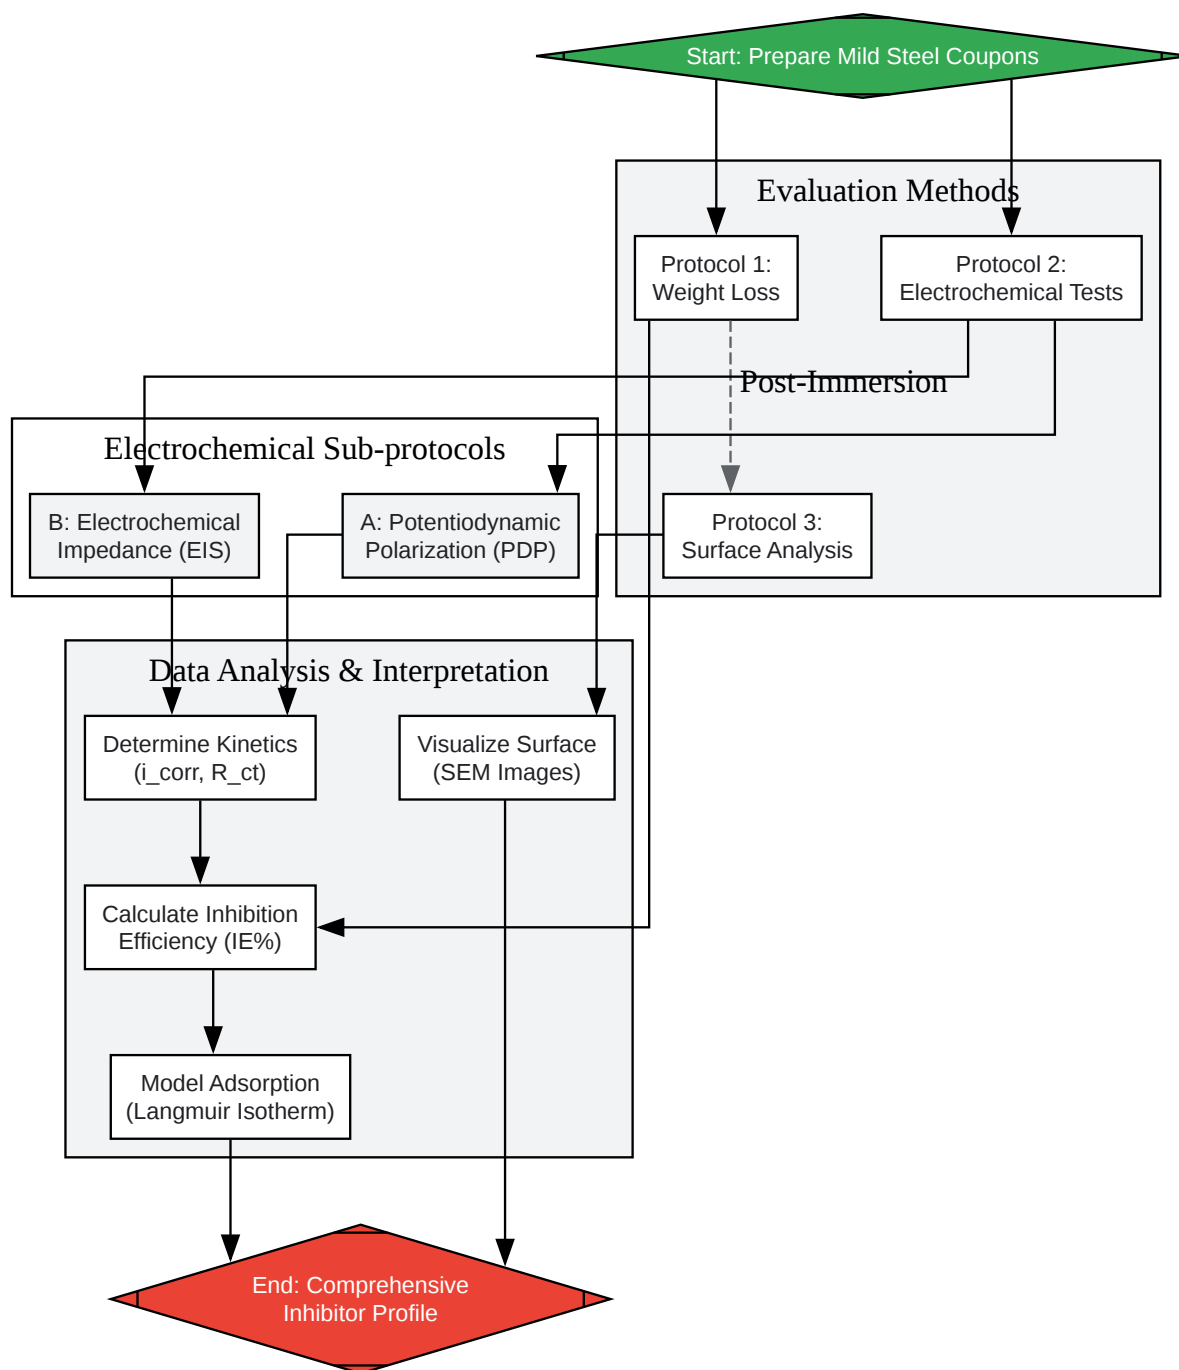 Start: Prepare Mild Steel Coupons
Evaluation Methods
Protocol 1:
Weight Loss
Protocol 2:
Electrochemical Tests
Post-Immersion
Electrochemical Sub-protocols
B: Electrochemical
Impedance (EIS)
A: Potentiodynamic
Polarization (PDP)
Protocol 3:
Surface Analysis
Data Analysis & Interpretation
Determine Kinetics
(i_corr, R_ct)
Visualize Surface
(SEM Images)
Calculate Inhibition
Efficiency (IE%)
Model Adsorption
(Langmuir Isotherm)
End: Comprehensive
Inhibitor Profile